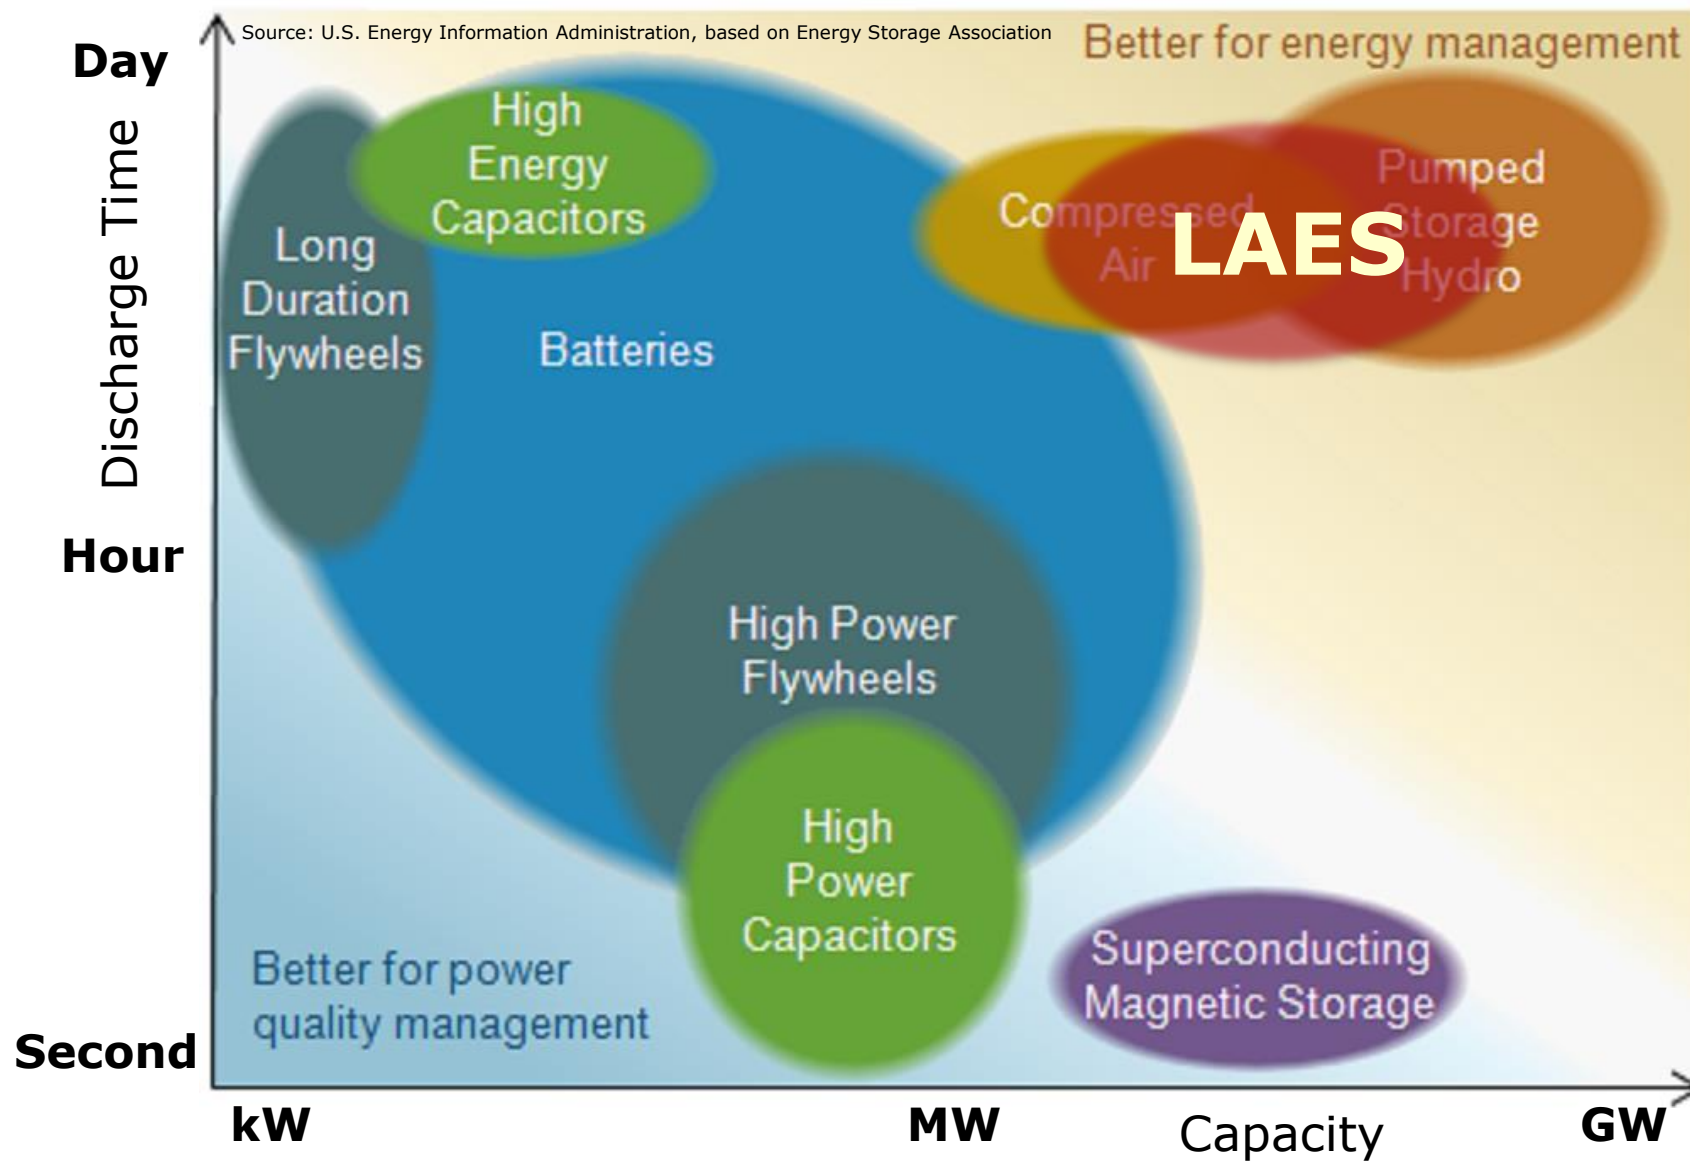 Source: U.S. Energy Information Administration, based on Energy Storage Association
Better for energy management
Day
Discharge Time
Hour
Second
High
Energy
Capacitors
Long
Duration
Flywheels
Batteries
Compressed
Air
LAES
Pumped
Storage
Hydro
High Power
Flywheels
High
Power
Capacitors
Superconducting
Magnetic Storage
Better for power
quality management
kW
MW
Capacity
GW